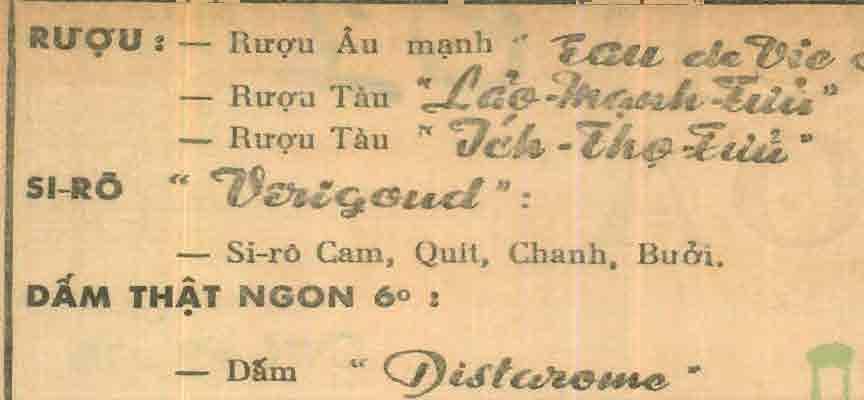 RƯỢU : — Rượu Âu mạnh " Eau de Vie
— Rượu Tàu "Lão-Mạnh-Tửu"
— Rượu Tàu " Ích-Thọ-Tửu"
SI-RÔ " Verigoud" :
— Si-rô Cam, Quit, Chanh, Bưởi.
DẤM THẬT NGON 6° :
— Dấm " Distarome "